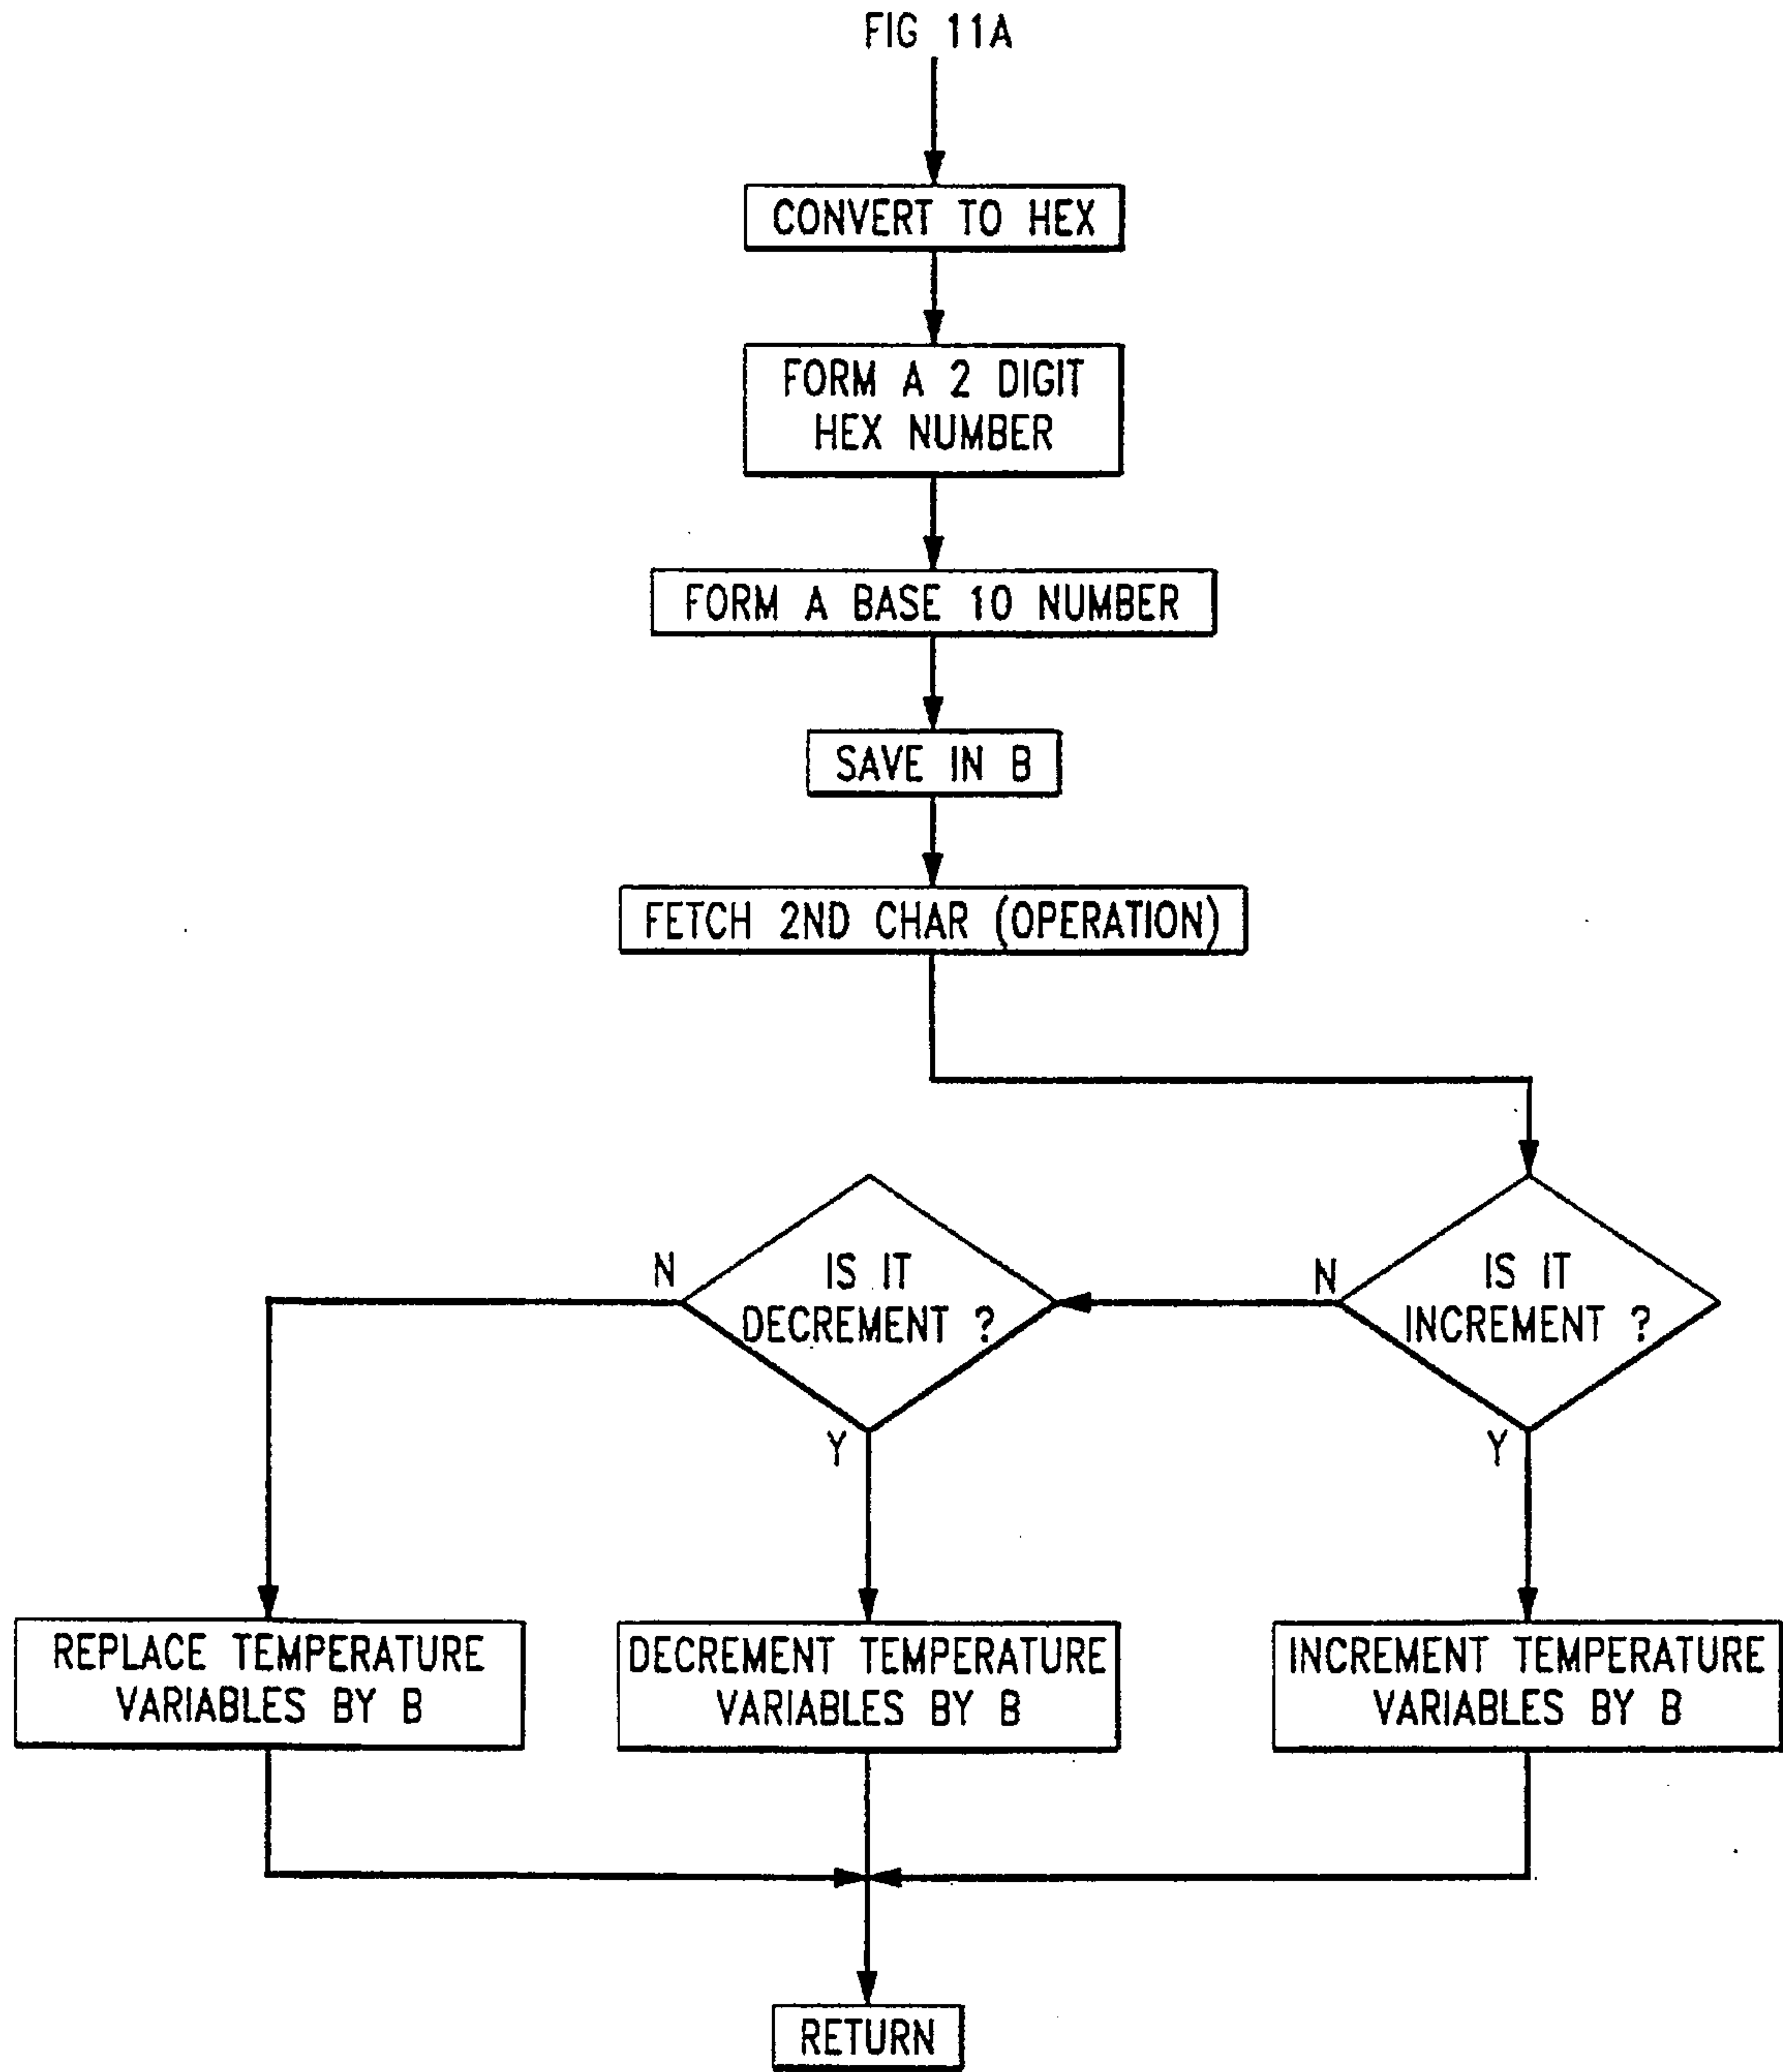 FIG 11A
CONVERT TO HEX
FORM A 2 DIGIT
HEX NUMBER
FORM A BASE 10 NUMBER
SAVE IN B
FETCH 2ND CHAR (OPERATION)
N
IS IT
DECREMENT ?
Y
N
IS IT
INCREMENT ?
Y
REPLACE TEMPERATURE
VARIABLES BY B
DECREMENT TEMPERATURE
VARIABLES BY B
INCREMENT TEMPERATURE
VARIABLES BY B
RETURN